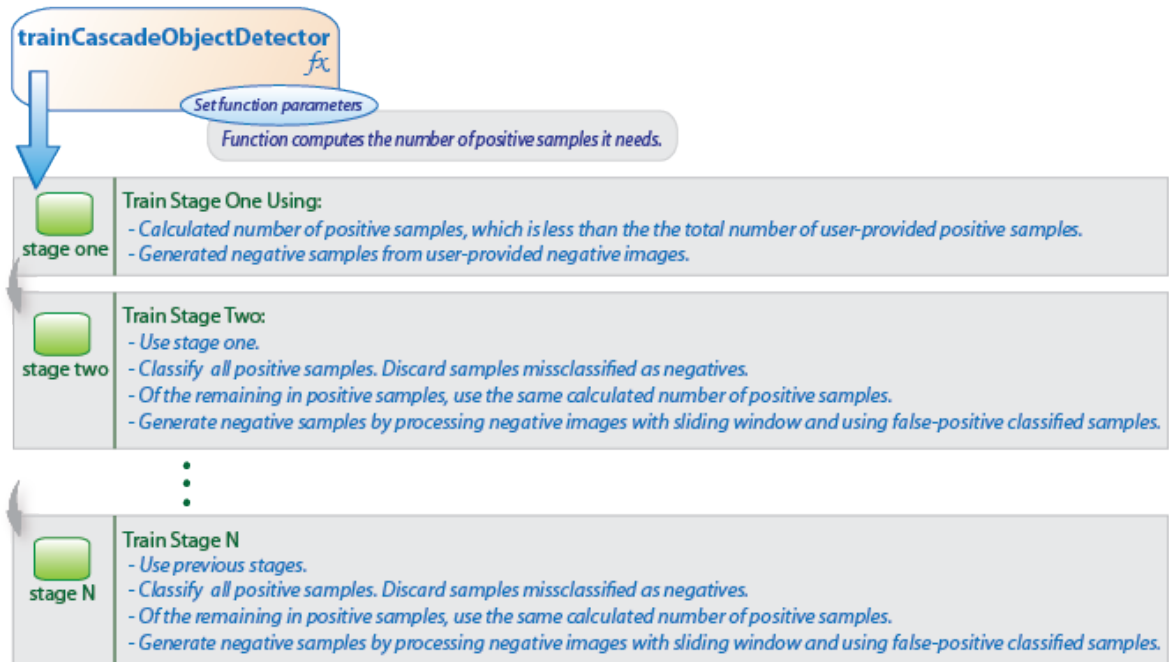 trainCascadeObjectDetector
fx
Set function parameters
Function computes the number of positive samples it needs.
stage one
Train Stage One Using:
- Calculated number of positive samples, which is less than the the total number of user-provided positive samples.
- Generated negative samples from user-provided negative images.
stage two
Train Stage Two:
- Use stage one.
- Classify all positive samples. Discard samples missclassified as negatives.
- Of the remaining in positive samples, use the same calculated number of positive samples.
- Generate negative samples by processing negative images with sliding window and using false-positive classified samples.
stage N
Train Stage N
- Use previous stages.
- Classify all positive samples. Discard samples missclassified as negatives.
- Of the remaining in positive samples, use the same calculated number of positive samples.
- Generate negative samples by processing negative images with sliding window and using false-positive classified samples.